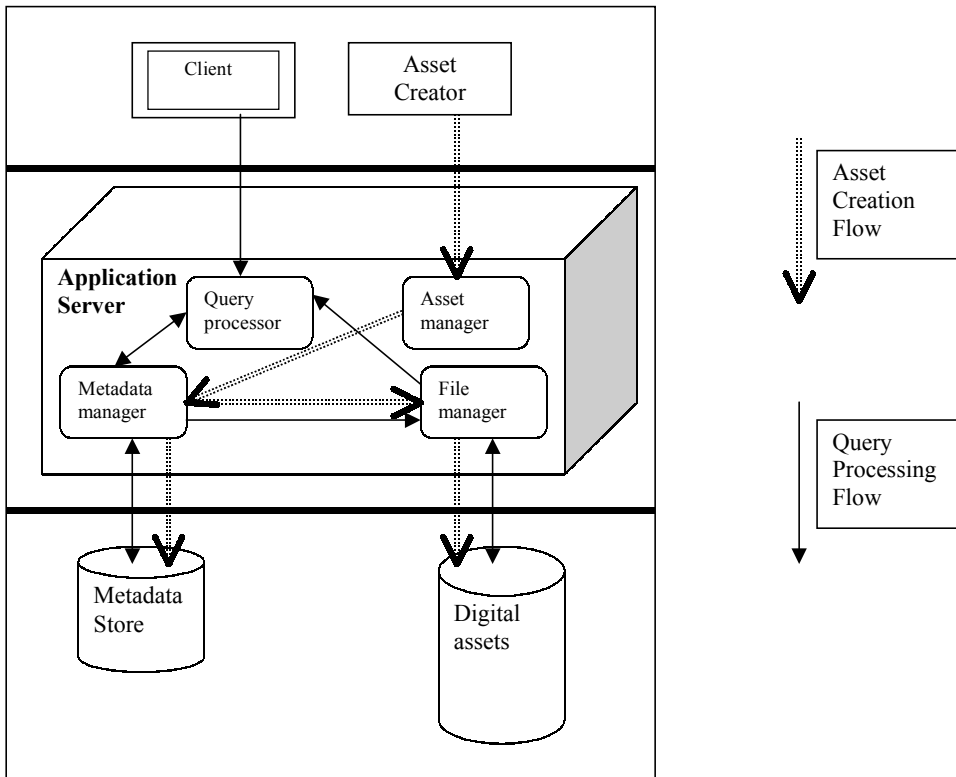 Client
Asset
Creator
Application
Server
Query
processor
Asset
manager
Metadata
manager
File
manager
Metadata
Store
Digital
assets
Asset
Creation
Flow
Query
Processing
Flow